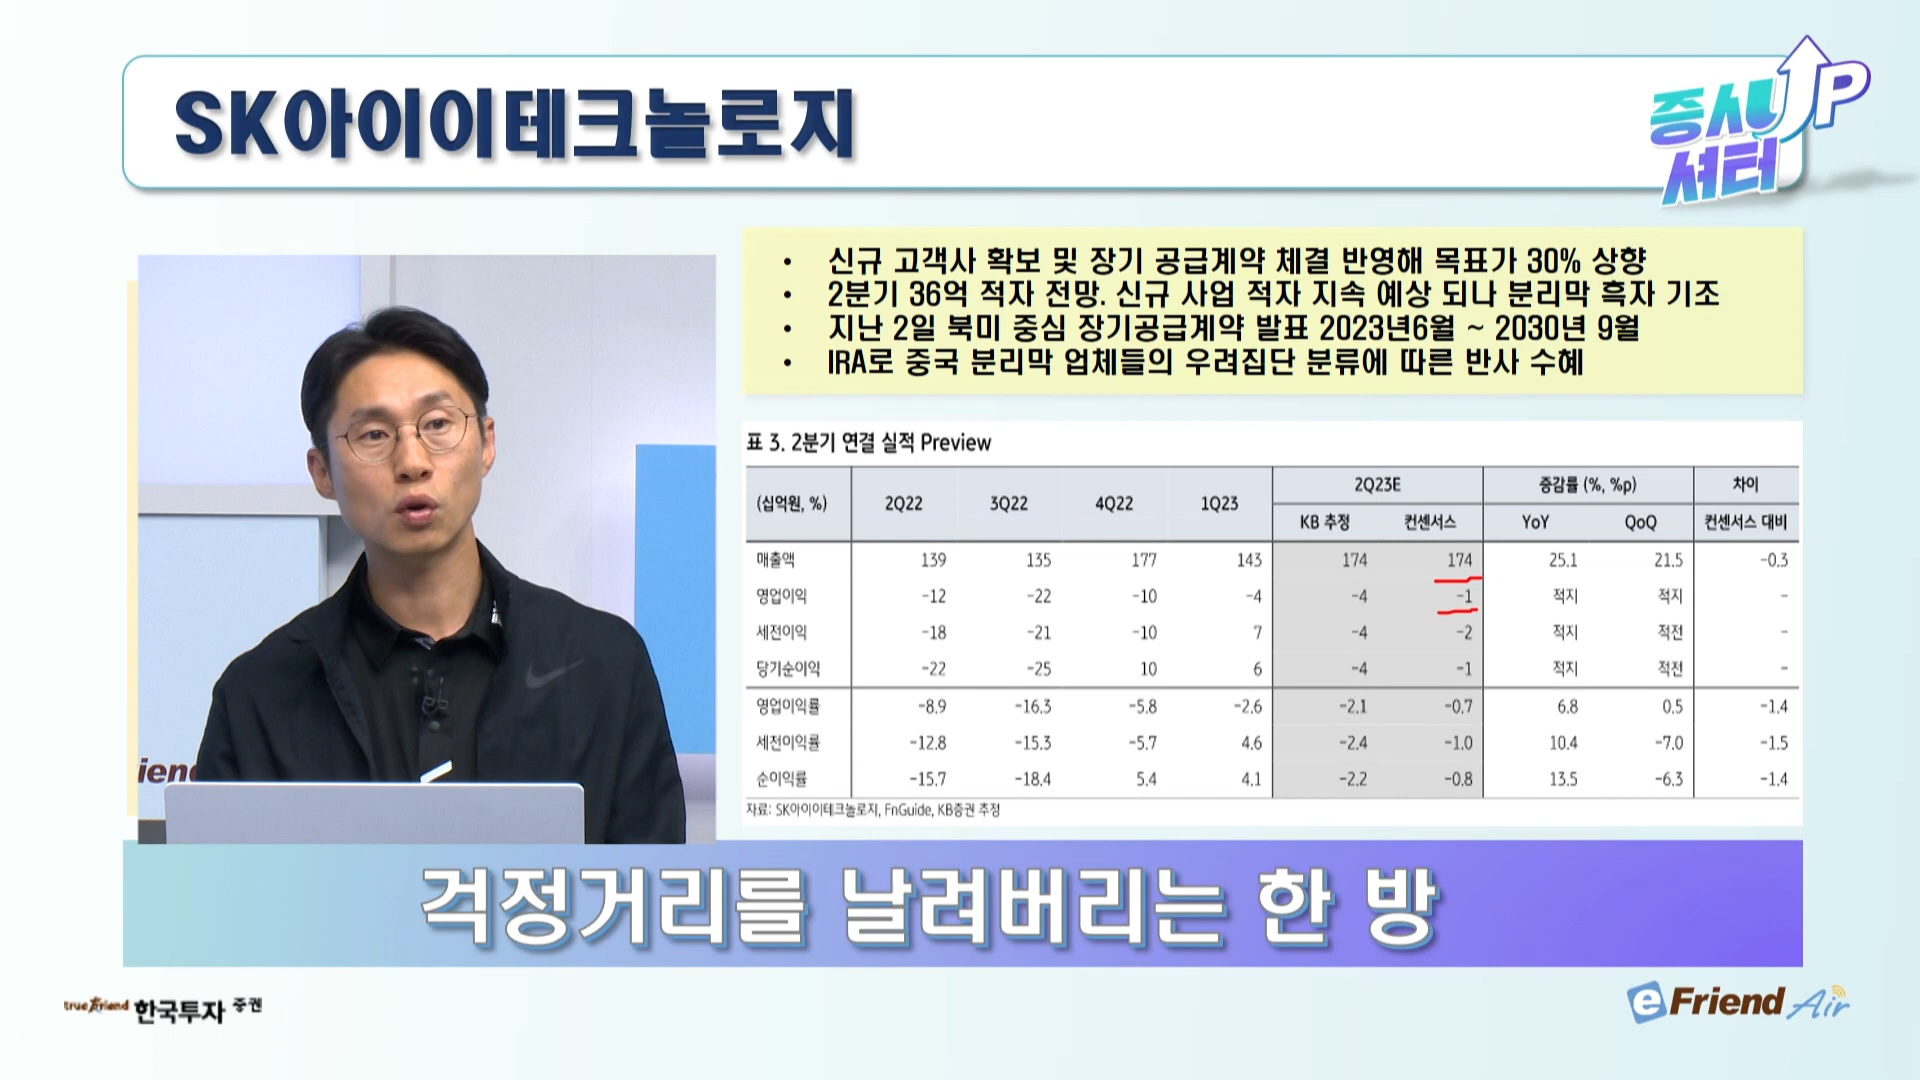 SK아이이테크놀로지
증시
UP
셔터
• 신규 고객사 확보 및 장기 공급계약 체결 반영해 목표가 30% 상향
• 2분기 36억 적자 전망. 신규 사업 적자 지속 예상 되나 분리막 흑자 기조
• 지난 2일 북미 중심 장기공급계약 발표 2023년6월 ~ 2030년 9월
• IRA로 중국 분리막 업체들의 우려집단 분류에 따른 반사 수혜
표 3. 2분기 연결 실적 Preview
(십억원, %) 2Q22 3Q22 4Q22 1Q23 2Q23E 증감률 (%, %p) 차이
KB 추정 컨센서스 YoY QoQ 컨센서스 대비
매출액 139 135 177 143 174 174 25.1 21.5 -0.3
영업이익 -12 -22 -10 -4 -4 -1 적지 적지 -
세전이익 -18 -21 -10 7 -4 -2 적지 적전 -
당기순이익 -22 -25 10 6 -4 -1 적지 적전 -
영업이익률 -8.9 -16.3 -5.8 -2.6 -2.1 -0.7 6.8 0.5 -1.4
세전이익률 -12.8 -15.3 -5.7 4.6 -2.4 -1.0 10.4 -7.0 -1.5
순이익률 -15.7 -18.4 5.4 4.1 -2.2 -0.8 13.5 -6.3 -1.4
자료: SK아이이테크놀로지, FnGuide, KB증권 추정
걱정거리를 날려버리는 한 방
true Friend 한국투자 증권
eFriend Air